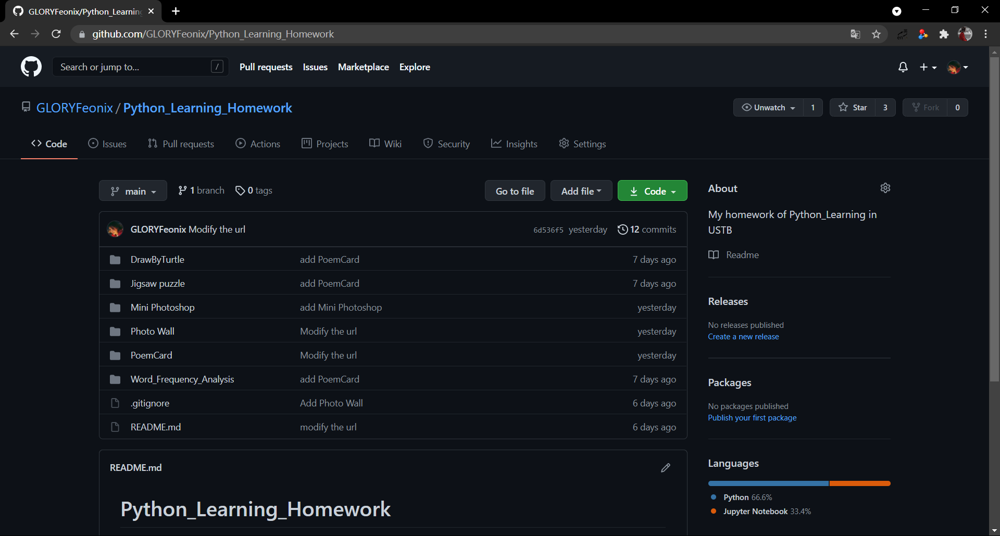 GLORYFeonix/Python_Learning
github.com/GLORYFeonix/Python_Learning_Homework
Search or jump to... /
Pull requests Issues Marketplace Explore
GLORYFeonix / Python_Learning_Homework
Unwatch 1 Star 3 Fork 0
Code Issues Pull requests Actions Projects Wiki Security Insights Settings
main 1 branch 0 tags Go to file Add file Code
GLORYFeonix Modify the url 6d536f5 yesterday 12 commits
DrawByTurtle add PoemCard 7 days ago
Jigsaw puzzle add PoemCard 7 days ago
Mini Photoshop add Mini Photoshop yesterday
Photo Wall Modify the url yesterday
PoemCard Modify the url yesterday
Word_Frequency_Analysis add PoemCard 7 days ago
.gitignore Add Photo Wall 6 days ago
README.md modify the url 6 days ago
README.md
Python_Learning_Homework
About
My homework of Python_Learning in
USTB
Readme
Releases
No releases published
Create a new release
Packages
No packages published
Publish your first package
Languages
Python 66.6%
Jupyter Notebook 33.4%